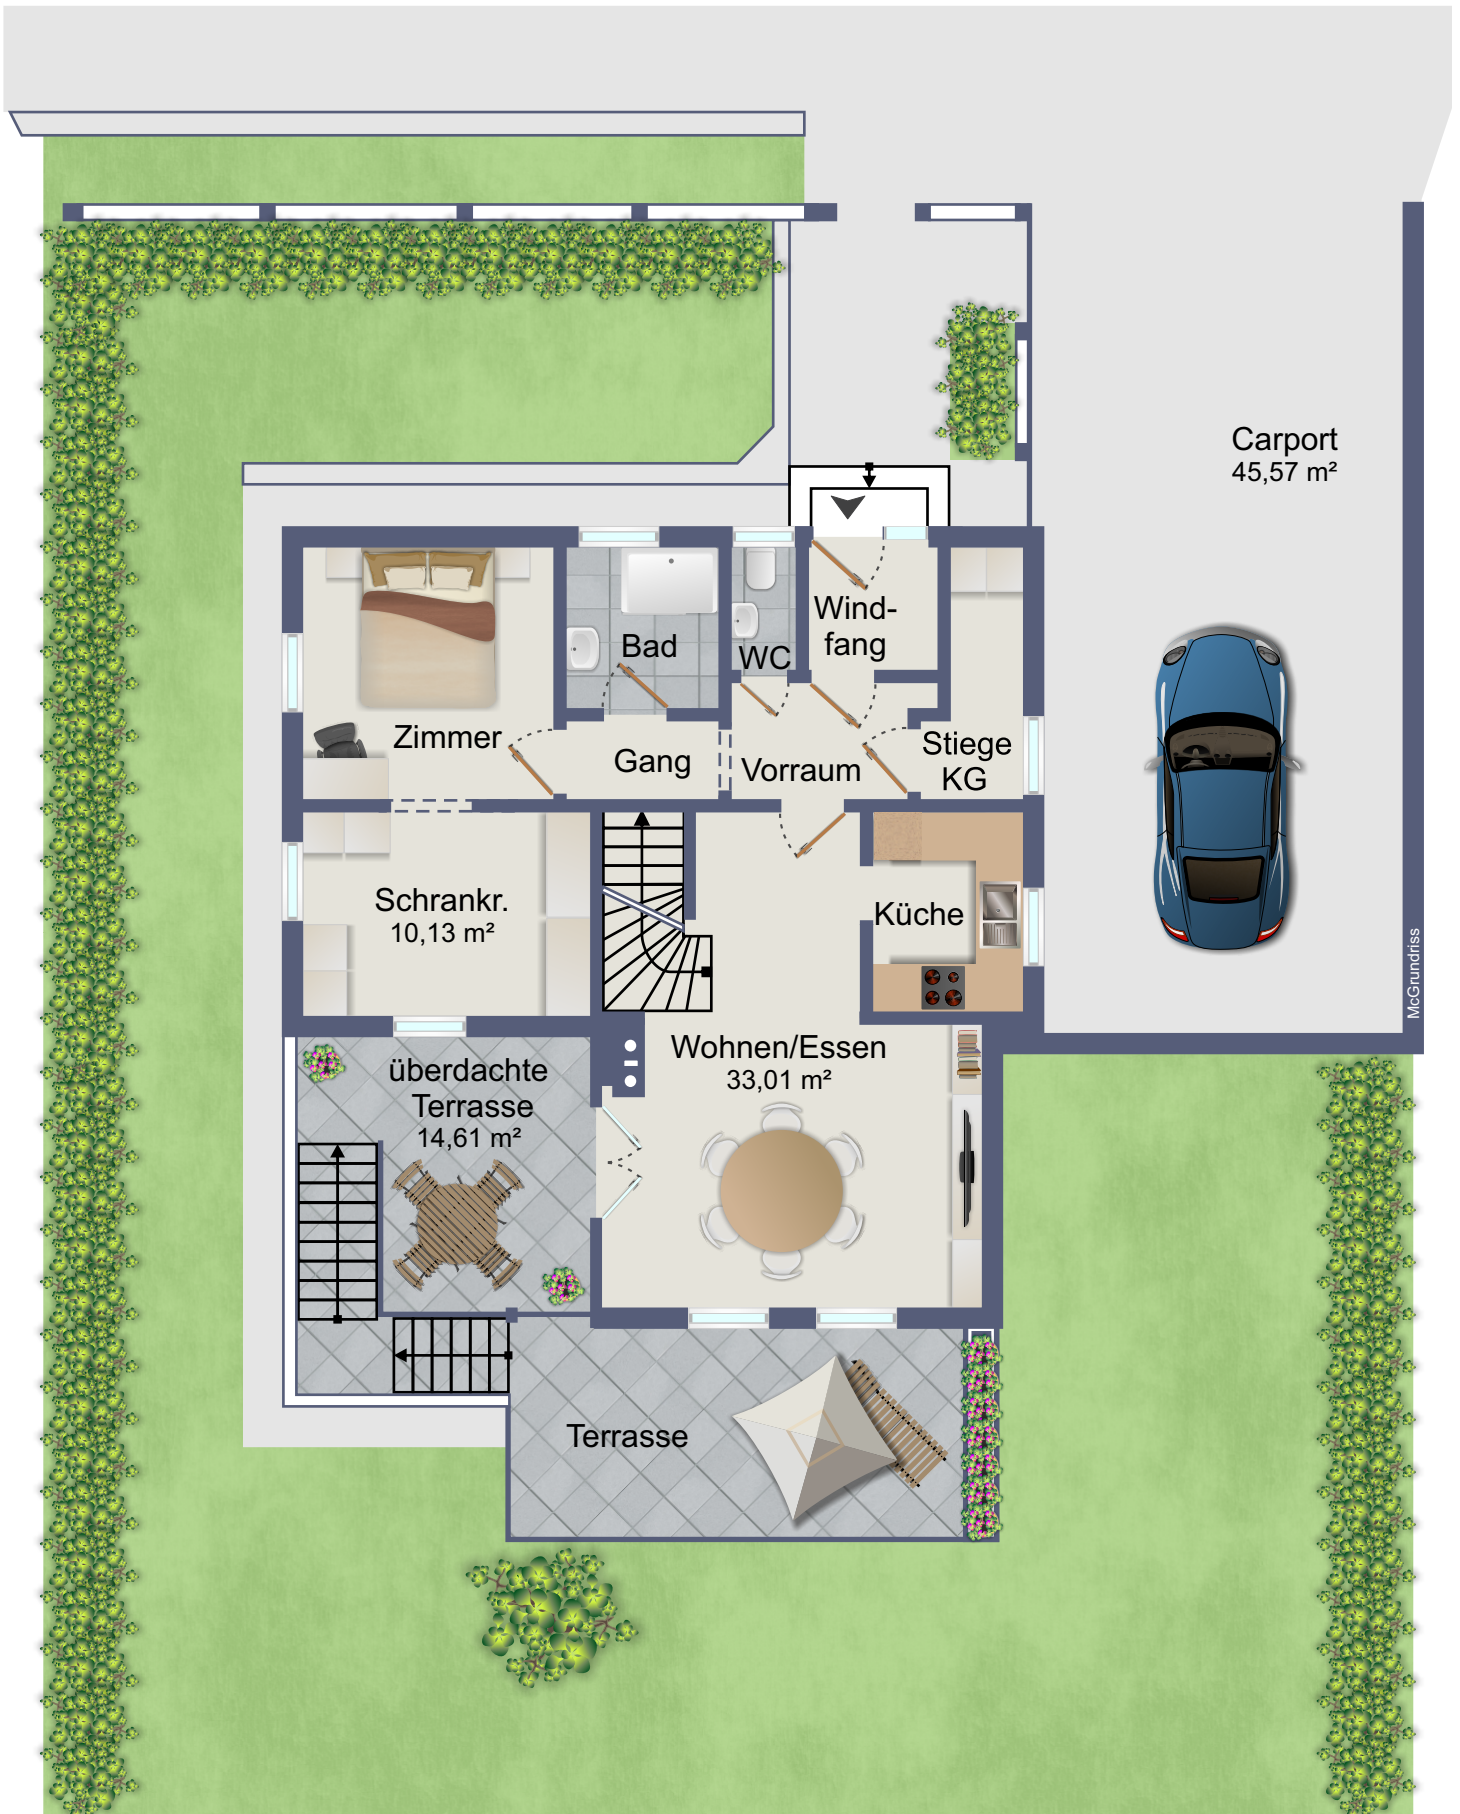 Carport
45,57 m²
Wind-
fang
Bad
WC
Zimmer
Gang
Vorraum
Stiege
KG
Schrankr.
10,13 m²
Küche
McGrundriss
Wohnen/Essen
33,01 m²
überdachte
Terrasse
14,61 m²
Terrasse